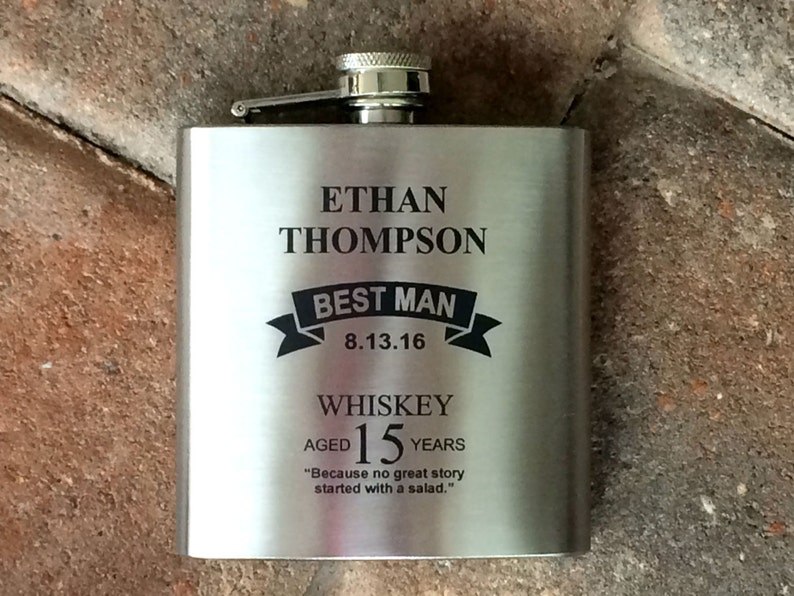 ETHAN
THOMPSON
BEST MAN
8.13.16
WHISKEY
AGED 15 YEARS
“Because no great story
started with a salad.”